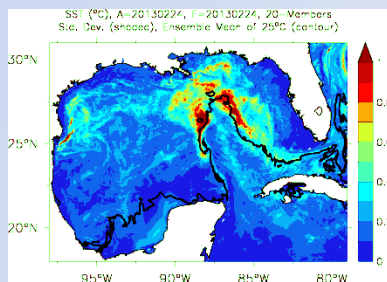 SST (°C), A=20130224, F=20130224, 20-Members
Std. Dev. (shaded), Ensemble Mean of 25°C (contour)
30°N
25°N
20°N
95°W
90°W
85°W
80°W